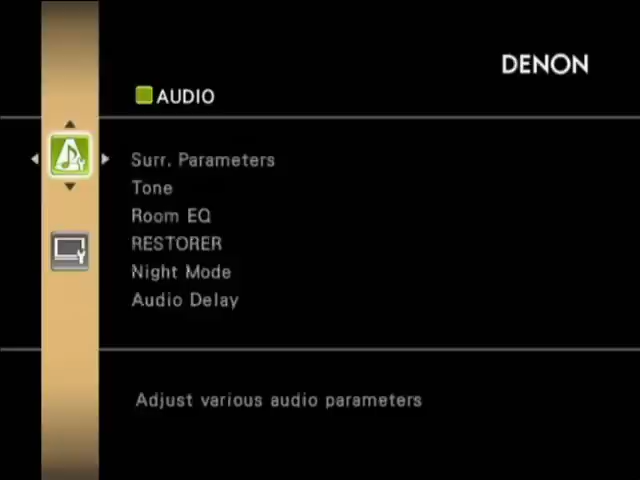 DENON
AUDIO
Surr. Parameters
Tone
Room EQ
RESTORER
Night Mode
Audio Delay
Adjust various audio parameters